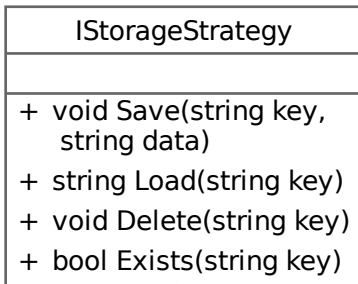 IStorageStrategy
+ void Save(string key,
string data)
+ string Load(string key)
+ void Delete(string key)
+ bool Exists(string key)